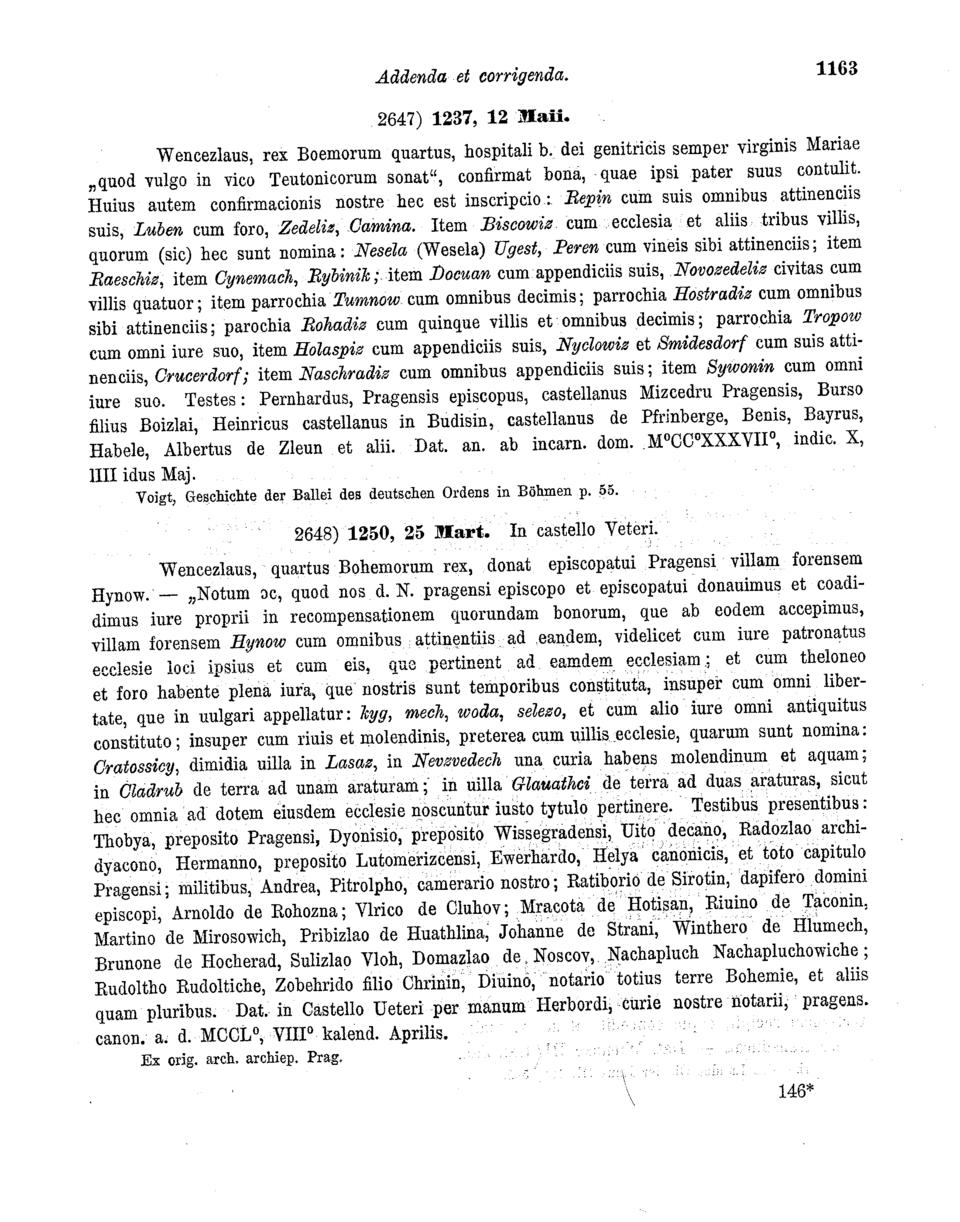 Addenda et corrigenda.
1163
2647) 1237, 12 Maii.
Wencezlaus, rex Boemorum quartus, hospitali b. dei genitricis semper virginis Mariae
„quod vulgo in vico Teutonicorum sonat“, confirmat bona, quae ipsi pater suus contulit.
Huius autem confirmacionis nostre hec est inscripcio: Repin cum suis omnibus attinenciis
suis, Luben cum foro, Zedeliz, Camina. Item Biscowiz cum ecclesia et aliis tribus villis,
quorum (sic) hec sunt nomina: Nesela (Wesela) Ugest, Peren cum vineis sibi attinenciis; item
Raeschiz, item Cynemach, Rybinik; item Docuan cum appendiciis suis, Novozedeliz civitas cum
villis quatuor; item parrochia Tumnow cum omnibus decimis; parrochia Hostradiz cum omnibus
sibi attinenciis; parochia Rohadiz cum quinque villis et omnibus decimis; parrochia Tropow
cum omni iure suo, item Holaspiz cum appendiciis suis, Nyclowiz et Smidesdorf cum suis atti-
nenciis, Crucerdorf; item Naschradiz cum omnibus appendiciis suis; item Sywonin cum omni
iure suo. Testes: Pernhardus, Pragensis episcopus, castellanus Mizcedru Pragensis, Burso
filius Boizlai, Heinricus castellanus in Budisin, castellanus de Pfrinberge, Benis, Bayrus,
Habele, Albertus de Zleun et alii. Dat. an. ab incarn. dom. M⁰CC⁰XXXVII⁰, indic. X,
IIII idus Maj.
Voigt, Geschichte der Ballei des deutschen Ordens in Böhmen p. 55.
2648) 1250, 25 Mart. In castello Veteri.
Wencezlaus, quartus Bohemorum rex, donat episcopatui Pragensi villam forensem
Hynow. — „Notum ɔc, quod nos d. N. pragensi episcopo et episcopatui donauimus et coadi-
dimus iure proprii in recompensationem quorundam bonorum, que ab eodem accepimus,
villam forensem Hynow cum omnibus attinentiis ad eandem, videlicet cum iure patronatus
ecclesie loci ipsius et cum eis, que pertinent ad eamdem ecclesiam; et cum theloneo
et foro habente plena iura, que nostris sunt temporibus constituta, insuper cum omni liber-
tate, que in uulgari appellatur: kyg, mech, woda, selezo, et cum alio iure omni antiquitus
constituto; insuper cum riuis et molendinis, preterea cum uillis ecclesie, quarum sunt nomina:
Cratossicy, dimidia uilla in Lasaz, in Nevzvedech una curia habens molendinum et aquam;
in Cladrub de terra ad unam araturam; in uilla Glauathci de terra ad duas araturas, sicut
hec omnia ad dotem eiusdem ecclesie noscuntur iusto tytulo pertinere. Testibus presentibus:
Thobya, preposito Pragensi, Dyonisio, preposito Wissegradensi, Uito decano, Radozlao archi-
dyacono, Hermanno, preposito Lutomerizcensi, Ewerhardo, Helya canonicis, et toto capitulo
Pragensi; militibus, Andrea, Pitrolpho, camerario nostro; Ratiborio de Sirotin, dapifero domini
episcopi, Arnoldo de Rohozna; Vlrico de Cluhov; Mracota de Hotisan, Riuino de Taconin,
Martino de Mirosowich, Pribizlao de Huathlina, Johanne de Strani, Winthero de Hlumech,
Brunone de Hocherad, Sulizlao Vloh, Domazlao de Noscov, Nachapluch Nachapluchowiche;
Rudoltho Rudoltiche, Zobehrido filio Chrinin, Diuino, notario totius terre Bohemie, et aliis
quam pluribus. Dat. in Castello Ueteri per manum Herbordi, curie nostre notarii, pragens.
canon. a. d. MCCL⁰, VIII⁰ kalend. Aprilis.
Ex orig. arch. archiep. Prag.
146*